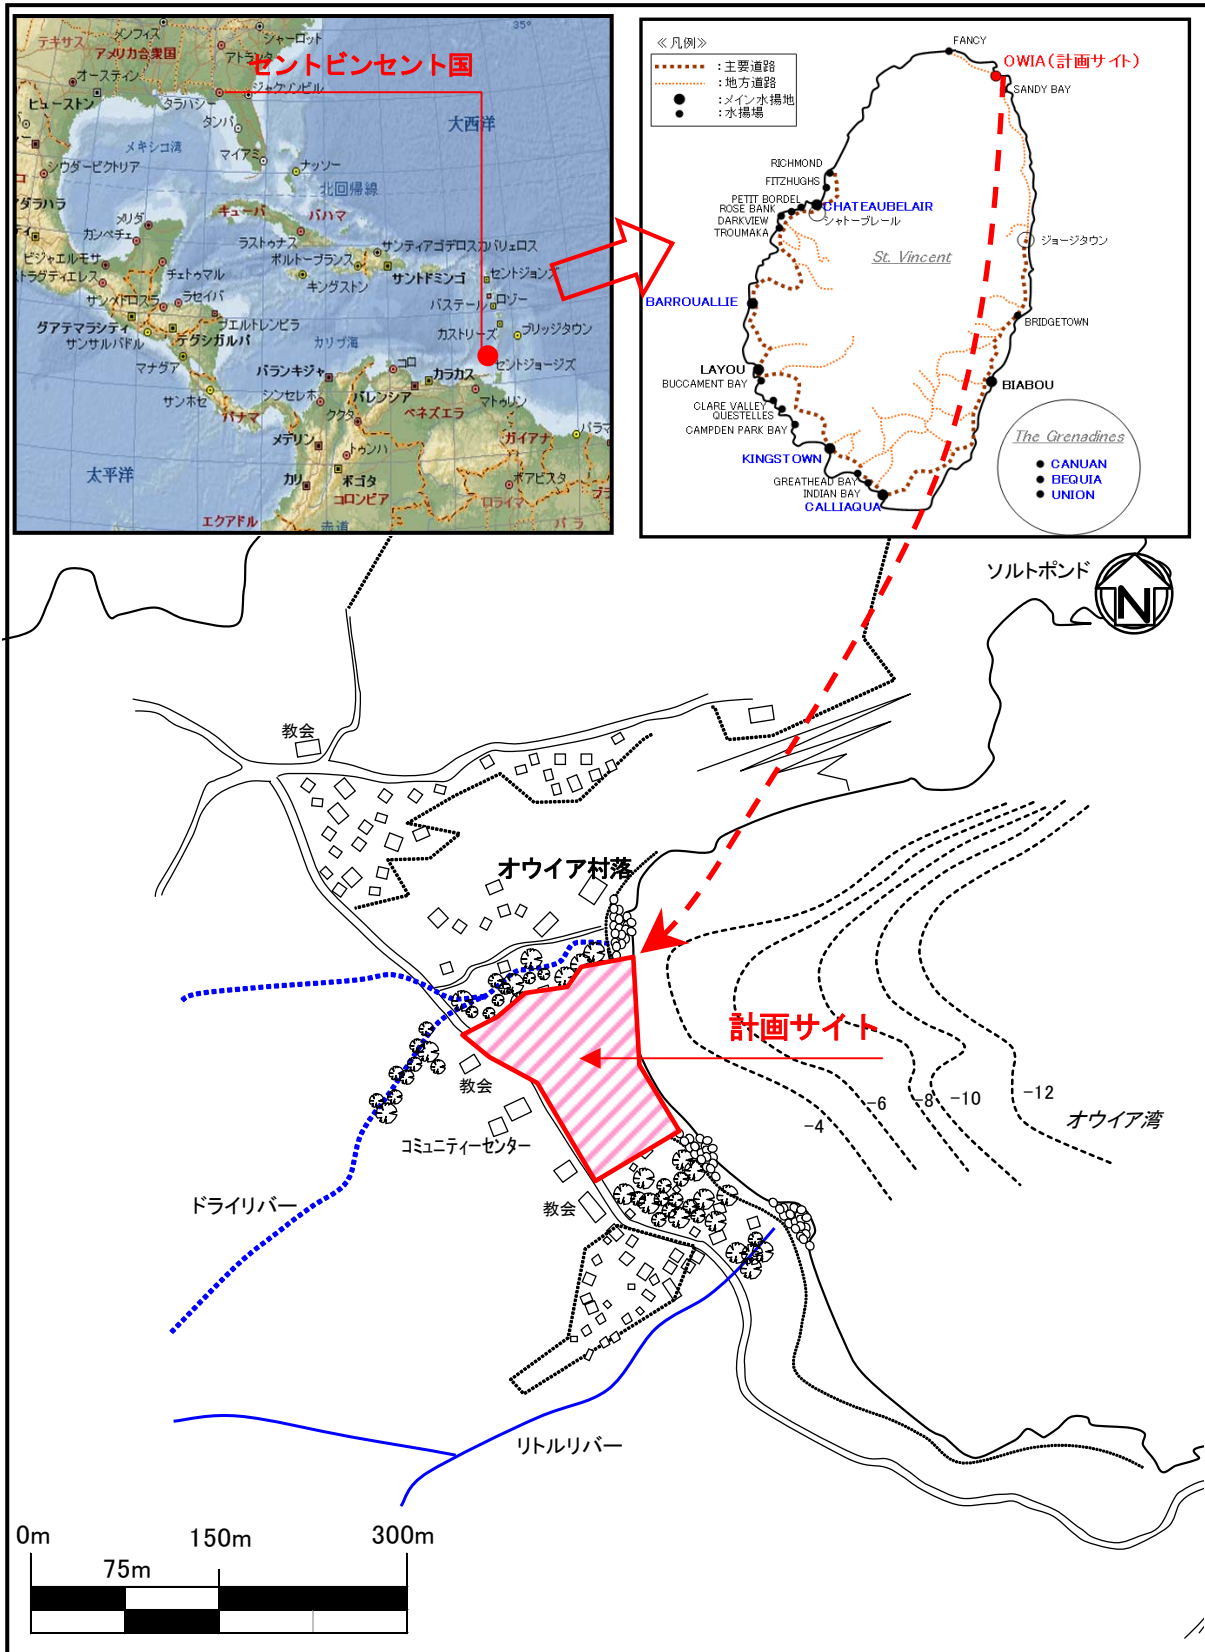 35°
メンフィス
シャーロット
テキサス
アメリカ合衆国
アトランタ
セントビンセント国
オースティン
ジャクソンビル
ヒューストン
タラハシー
タンパ
大西洋
メキシコ湾
マイアミ
ナッソー
シウダービクトリア
北回帰線
メリダ
キューバ
バハマ
カンペチェ
ラストゥナス
サンティアゴデロスカバリェロス
ビジャエルモサ
ポルトープランス
チェトゥマル
サントドミンゴ
セントジョンズ
キングストン
サンペドロスラ
ラセイバ
バステール
ロゾー
グアテマラシティ
プエルトレンピラ
カストリーズ
ブリッジタウン
サンサルバドル
テグシガルパ
カリブ海
マナグア
バランキジャ
コロ
カラカス
セントジョージズ
サンホセ
シンセレホ
バレンシア
マトゥリン
パナマ
ククタ
ベネズエラ
メデリン
ガイアナ
パラマ
トゥンハ
太平洋
カリ
ボゴタ
ボアビスタ
コロンビア
ロライマ
エクアドル
赤道
パラ
≪凡例≫
：主要道路
：地方道路
：メイン水揚地
：水揚場
FANCY
OWIA（計画サイト）
SANDY BAY
RICHMOND
FITZHUGHS
PETIT BORDEL
ROSE BANK
CHATEAUBELAIR
DARKVIEW
シャトーブレール
TROUMAKA
St. Vincent
ジョージタウン
BARROUALLIE
BRIDGETOWN
LAYOU
BUCCAMENT BAY
BIABOU
CLARE VALLEY
QUESTELLES
CAMPDEN PARK BAY
The Grenadines
KINGSTOWN
CANUAN
BEQUIA
UNION
GREATHEAD BAY
INDIAN BAY
CALLIAQUA
ソルトポンド
N
教会
オウイア村落
計画サイト
教会
コミュニティーセンター
-4
-6
-8
-10
-12
オウイア湾
ドライリバー
教会
リトルリバー
0m
75m
150m
300m